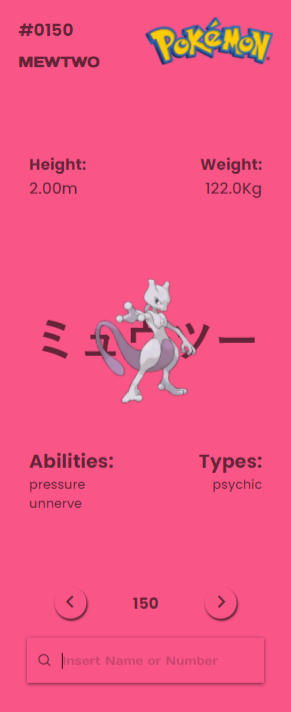 #0150
POKéMON
MEWTWO
Height:
Weight:
2.00m
122.0Kg
ミュウツー
Abilities:
Types:
pressure
psychic
unnerve
150
Insert Name or Number